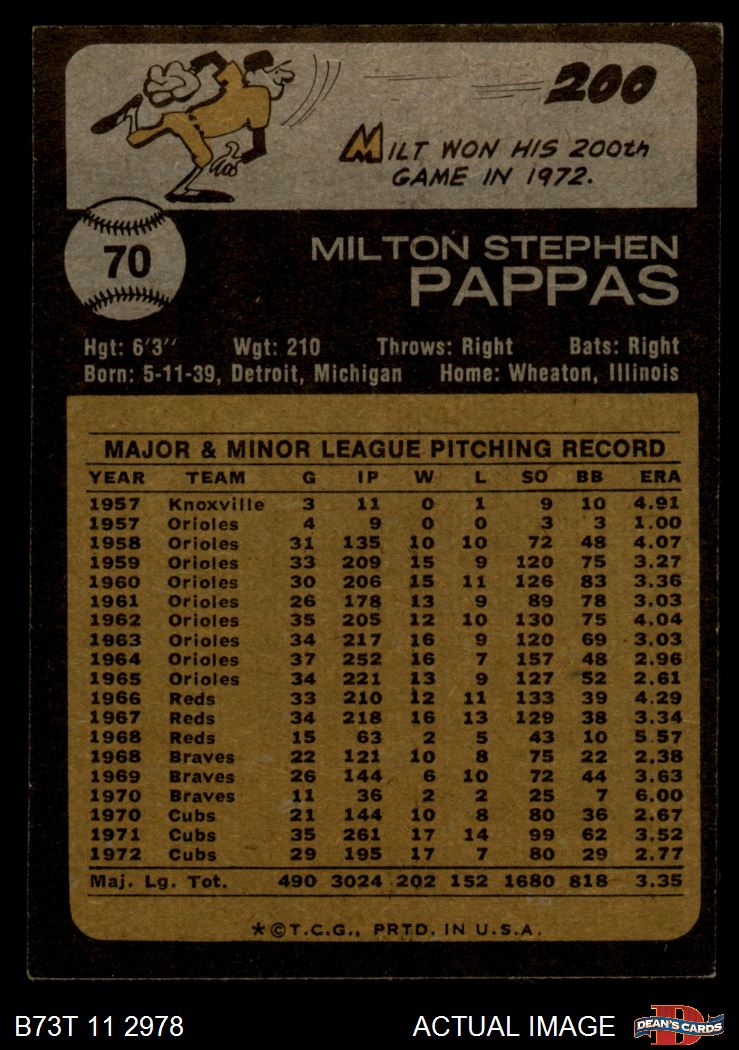 200
MILT WON HIS 200th
GAME IN 1972.
70
MILTON STEPHEN
PAPPAS
Hgt: 6'3" Wgt: 210 Throws: Right Bats: Right
Born: 5-11-39, Detroit, Michigan Home: Wheaton, Illinois
MAJOR & MINOR LEAGUE PITCHING RECORD
YEAR TEAM G IP W L SO BB ERA
1957 Knoxville 3 11 0 1 9 10 4.91
1957 Orioles 4 9 0 0 3 3 1.00
1958 Orioles 31 135 10 10 72 48 4.07
1959 Orioles 33 209 15 9 120 75 3.27
1960 Orioles 30 206 15 11 126 83 3.36
1961 Orioles 26 178 13 9 89 78 3.03
1962 Orioles 35 205 12 10 130 75 4.04
1963 Orioles 34 217 16 9 120 69 3.03
1964 Orioles 37 252 16 7 157 48 2.96
1965 Orioles 34 221 13 9 127 52 2.61
1966 Reds 33 210 12 11 133 39 4.29
1967 Reds 34 218 16 13 129 38 3.34
1968 Reds 15 63 2 5 43 10 5.57
1968 Braves 22 121 10 8 75 22 2.38
1969 Braves 26 144 6 10 72 44 3.63
1970 Braves 11 36 2 2 25 7 6.00
1970 Cubs 21 144 10 8 80 36 2.67
1971 Cubs 35 261 17 14 99 62 3.52
1972 Cubs 29 195 17 7 80 29 2.77
Maj. Lg. Tot. 490 3024 202 152 1680 818 3.35
*©T.C.G., PRTD. IN U.S.A.
B73T 11 2978 ACTUAL IMAGE DEAN'S CARDS